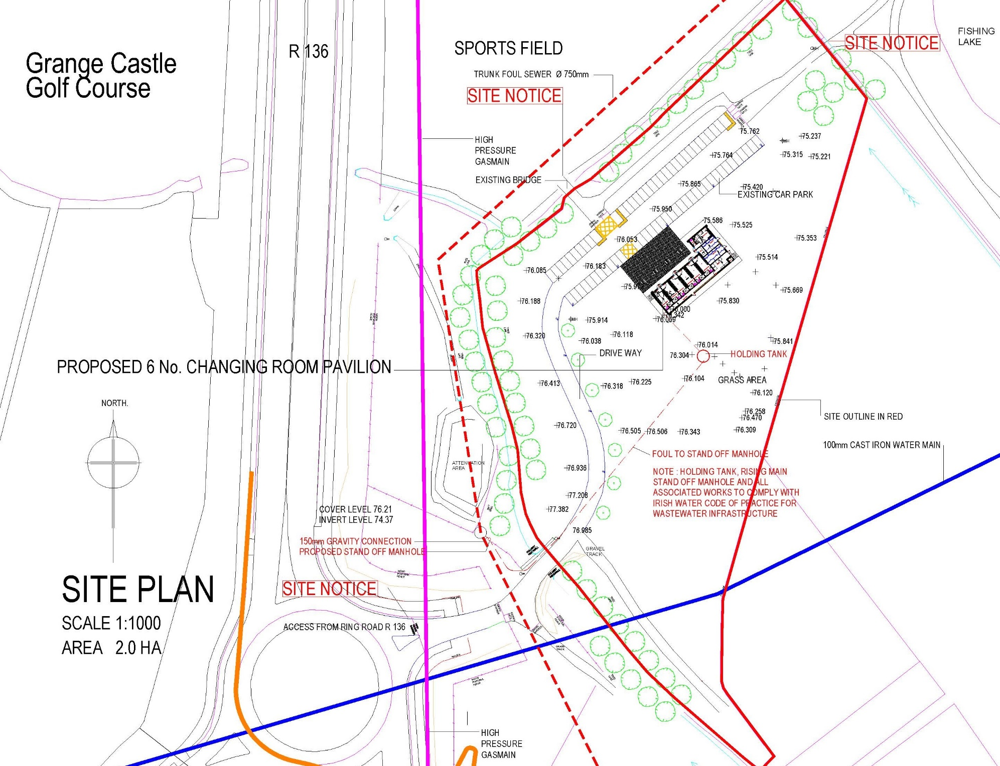 Grange Castle
Golf Course
R 136
SPORTS FIELD
TRUNK FOUL SEWER Ø 750mm
SITE NOTICE
SITE NOTICE
FISHING
LAKE
MH
HIGH
PRESSURE
GASMAIN
EXISTING BRIDGE
75.762
75.237
MH
75.315
75.221
75.764
75.865
75.420
EXISTING CAR PARK
75.950
75.586
75.525
75.353
76.053
75.514
76.085
76.183
75.669
76.188
75.830
76.000
76.069
MH
75.914
76.118
76.320
76.038
75.841
76.014
76.304
HOLDING TANK
DRIVE WAY
PROPOSED 6 No. CHANGING ROOM PAVILION
76.104
GRASS AREA
76.413
76.318
76.225
76.120
NORTH.
76.258
76.470
SITE OUTLINE IN RED
76.720
76.505
76.506
76.343
76.309
100mm CAST IRON WATER MAIN
FOUL TO STAND OFF MANHOLE
ATTENUATION
AREA
76.936
NOTE : HOLDING TANK, RISING MAIN
STAND OFF MANHOLE AND ALL
ASSOCIATED WORKS TO COMPLY WITH
IRISH WATER CODE OF PRACTICE FOR
WASTEWATER INFRASTRUCTURE
77.208
77.382
COVER LEVEL 76.21
INVERT LEVEL 74.37
76.985
150mm GRAVITY CONNECTION
PROPOSED STAND OFF MANHOLE
GRAVEL
TRACK
CULVERT
HEADWALL
MH
SITE PLAN
SCALE 1:1000
AREA 2.0 HA
SITE NOTICE
ACCESS FROM RING ROAD R 136
GRASS
TRACK
HIGH
PRESSURE
GASMAIN